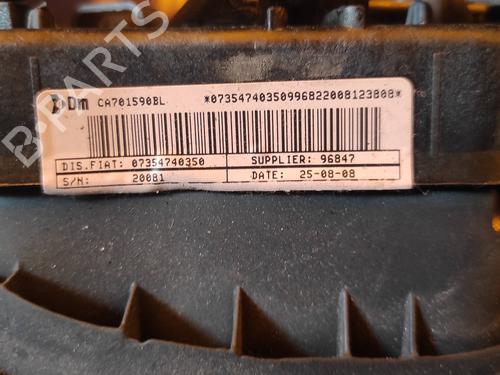 Dm CA701590BL *07354740350996822008123808*
DIS.FIAT: 07354740350 SUPPLIER: 96847
S/N: 20081 DATE: 25-08-08
B-PARTS